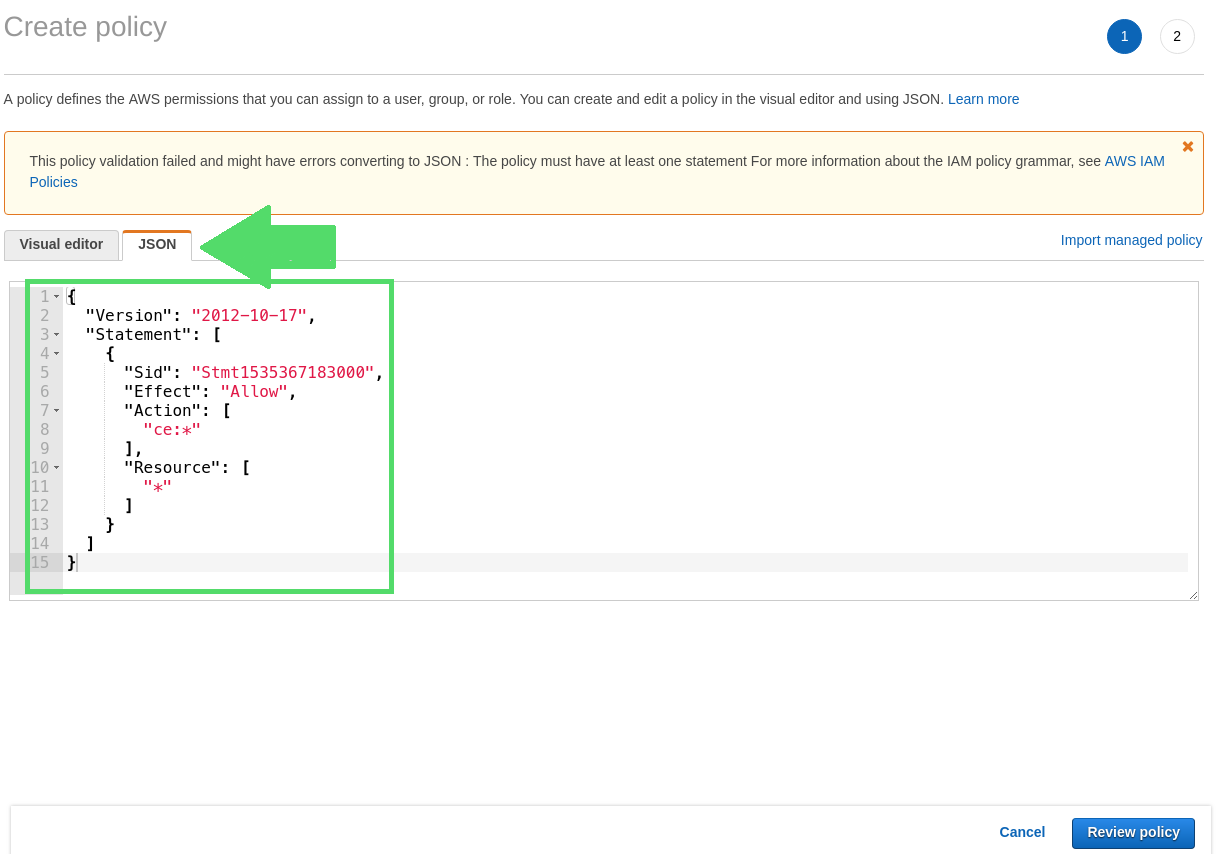 Create policy
1
2
A policy defines the AWS permissions that you can assign to a user, group, or role. You can create and edit a policy in the visual editor and using JSON. Learn more
This policy validation failed and might have errors converting to JSON : The policy must have at least one statement For more information about the IAM policy grammar, see AWS IAM
Policies
Visual editor
JSON
Import managed policy
1 {
2   "Version": "2012-10-17",
3   "Statement": [
4     {
5       "Sid": "Stmt1535367183000",
6       "Effect": "Allow",
7       "Action": [
8         "ce:*"
9       ],
10       "Resource": [
11         "*"
12       ]
13     }
14   ]
15 }
Cancel
Review policy